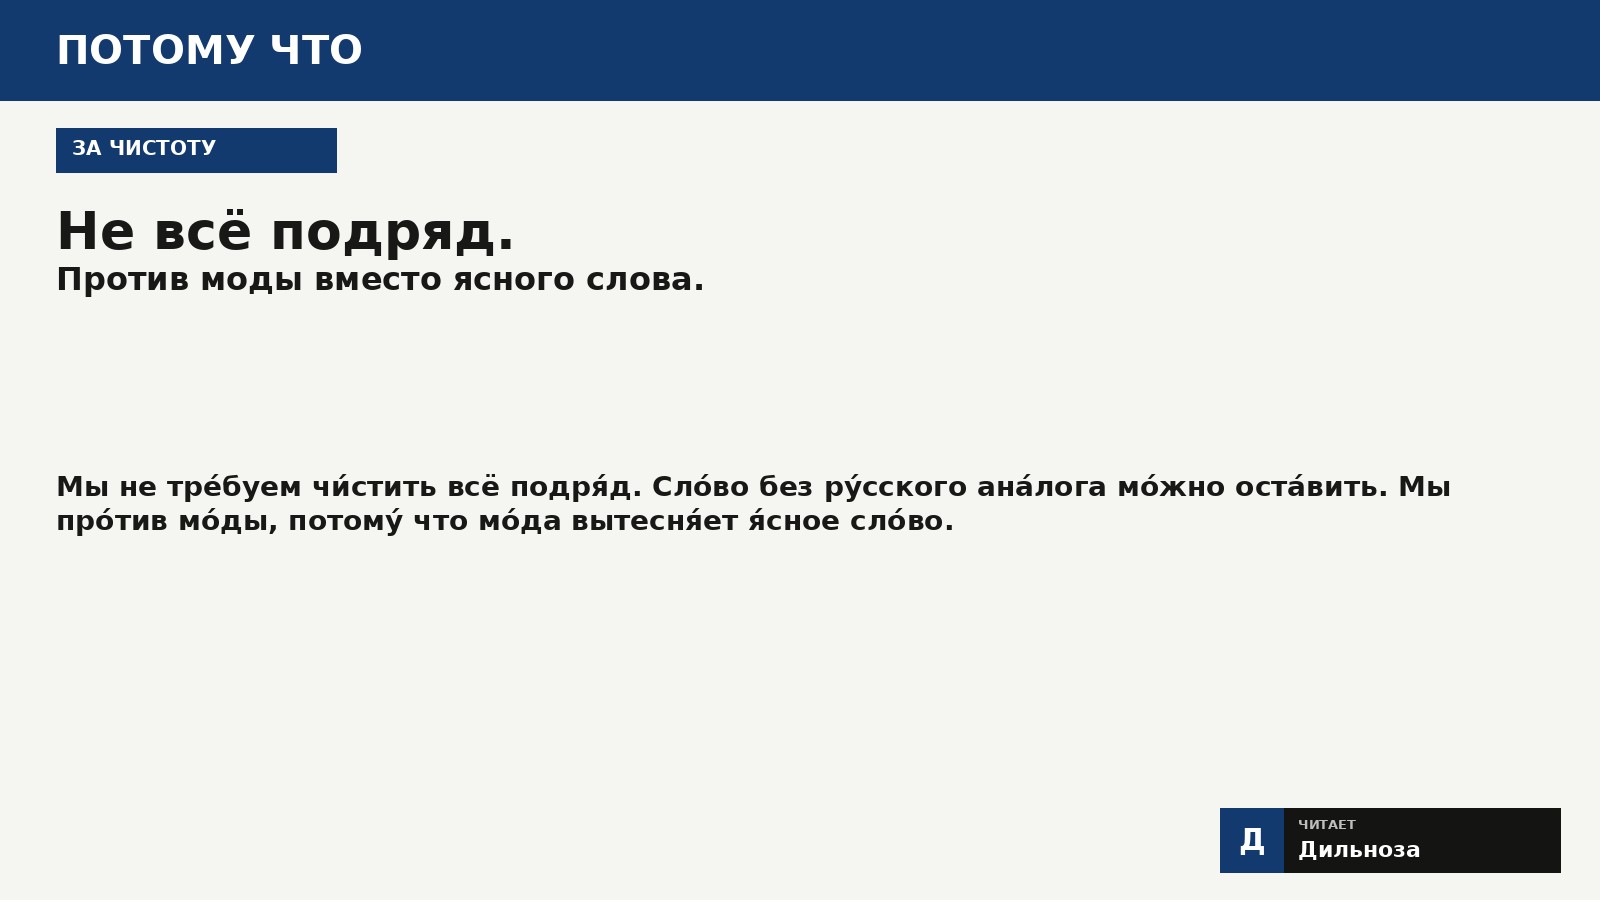 ПОТОМУ ЧТО
ЗА ЧИСТОТУ
Не всё подряд.
Против моды вместо ясного слова.
Мы не тре́буем чи́стить всё подря́д. Сло́во без ру́сского ана́лога мо́жно оста́вить. Мы
про́тив мо́ды, потому́ что мо́да вытесня́ет я́сное сло́во.
Д
ЧИТАЕТ
Дильноза